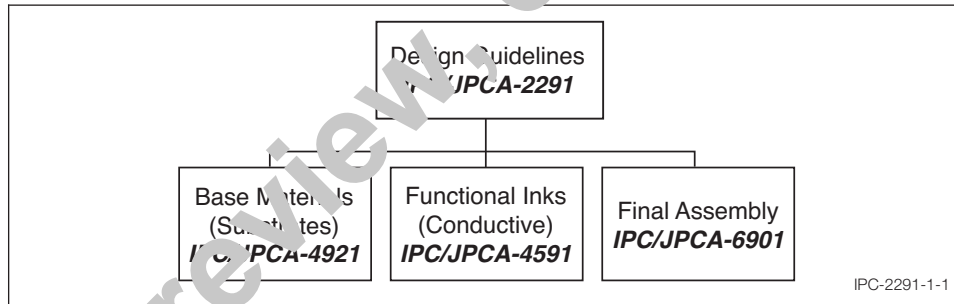 Design Guidelines
IPC/JPCA-2291
Base Materials
(Substrates)
IPC/JPCA-4921
Functional Inks
(Conductive)
IPC/JPCA-4591
Final Assembly
IPC/JPCA-6901
IPC-2291-1-1
review,